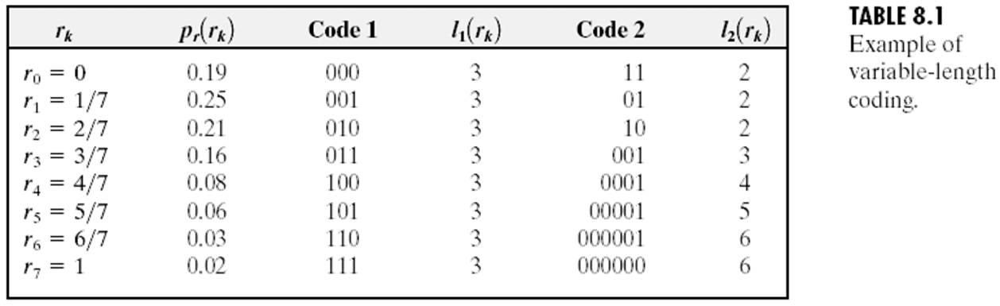 r_k p_r(r_k) Code 1 l_1(r_k) Code 2 l_2(r_k)
r_0 = 0 0.19 000 3 11 2
r_1 = 1/7 0.25 001 3 01 2
r_2 = 2/7 0.21 010 3 10 2
r_3 = 3/7 0.16 011 3 001 3
r_4 = 4/7 0.08 100 3 0001 4
r_5 = 5/7 0.06 101 3 00001 5
r_6 = 6/7 0.03 110 3 000001 6
r_7 = 1 0.02 111 3 000000 6
TABLE 8.1
Example of
variable-length
coding.